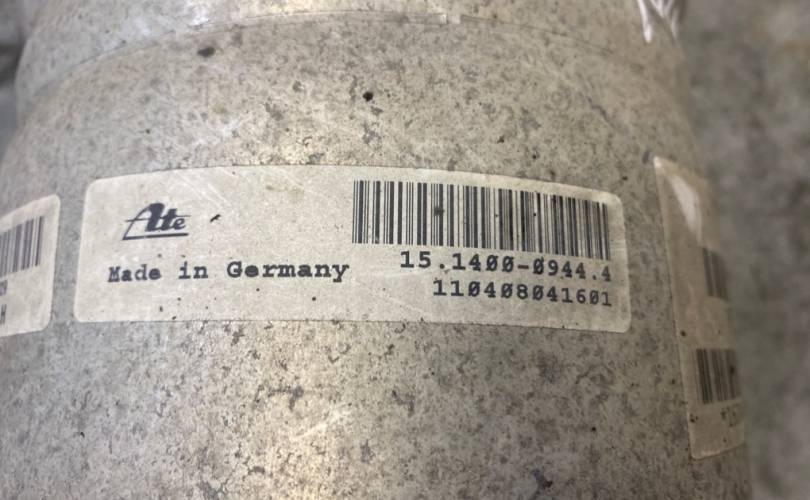 Ate
Made in Germany
15.1400-0944.4
110408041601
H